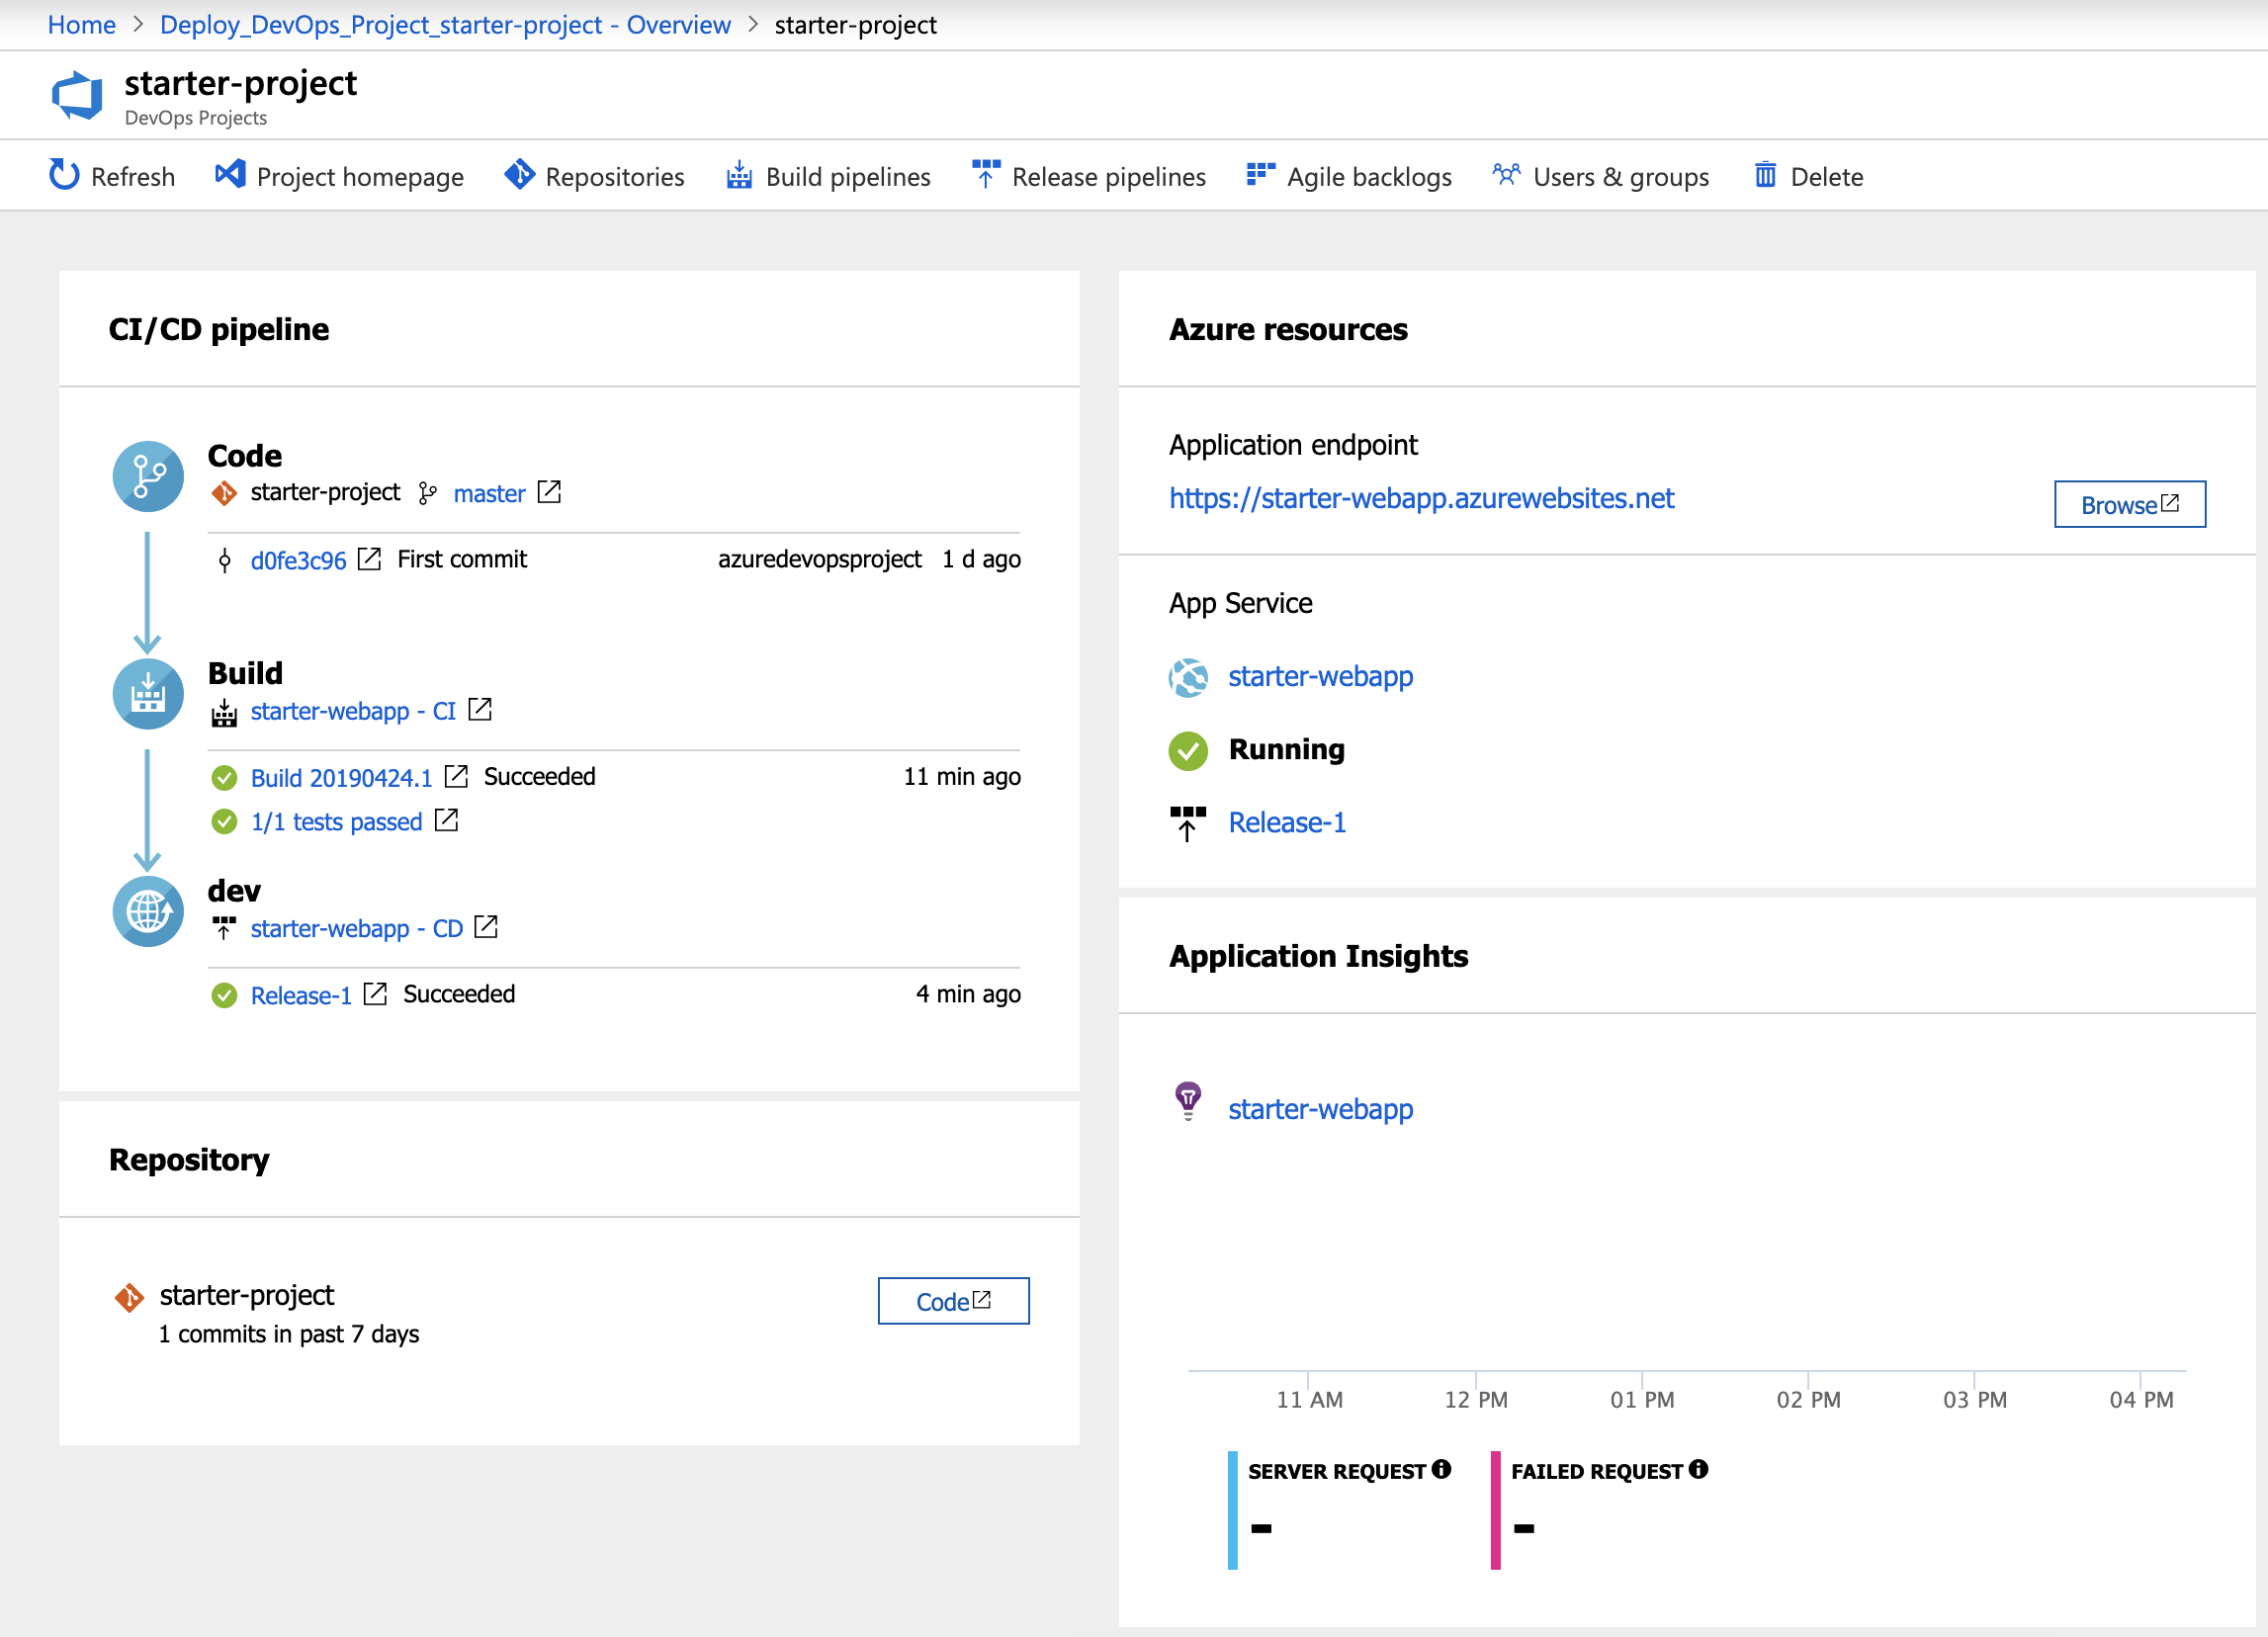 Home > Deploy_DevOps_Project_starter-project - Overview > starter-project
starter-project
DevOps Projects
Refresh Project homepage Repositories Build pipelines Release pipelines Agile backlogs Users & groups Delete
CI/CD pipeline
Code
starter-project master
d0fe3c96 First commit azuredevopsproject 1 d ago
Build
starter-webapp - CI
Build 20190424.1 Succeeded 11 min ago
1/1 tests passed
dev
starter-webapp - CD
Release-1 Succeeded 4 min ago
Repository
starter-project
1 commits in past 7 days
Code
Azure resources
Application endpoint
https://starter-webapp.azurewebsites.net
Browse
App Service
starter-webapp
Running
Release-1
Application Insights
starter-webapp
11 AM 12 PM 01 PM 02 PM 03 PM 04 PM
SERVER REQUEST FAILED REQUEST
- -